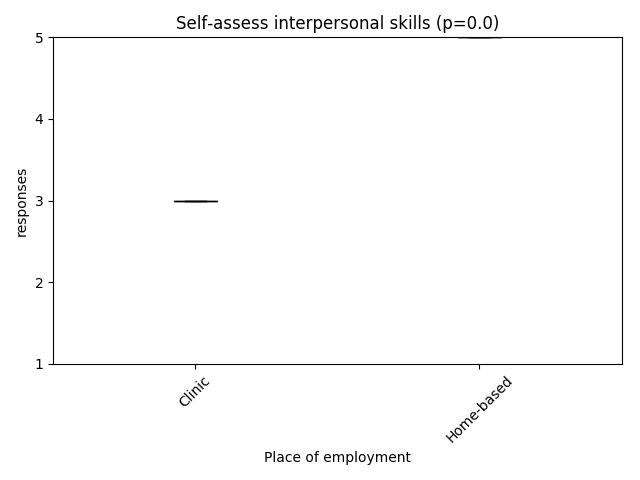 Self-assess interpersonal skills (p=0.0)
5
4
3
2
1
responses
Clinic
Home-based
Place of employment